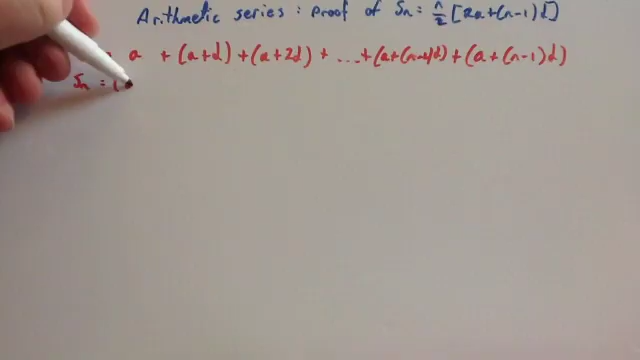 Arithmetic series : proof of Sn = n/2 [2a+(n-1)d]
a + (a+d) + (a+2d) + ... + (a+(n-2)d) + (a+(n-1)d)
Sn = (